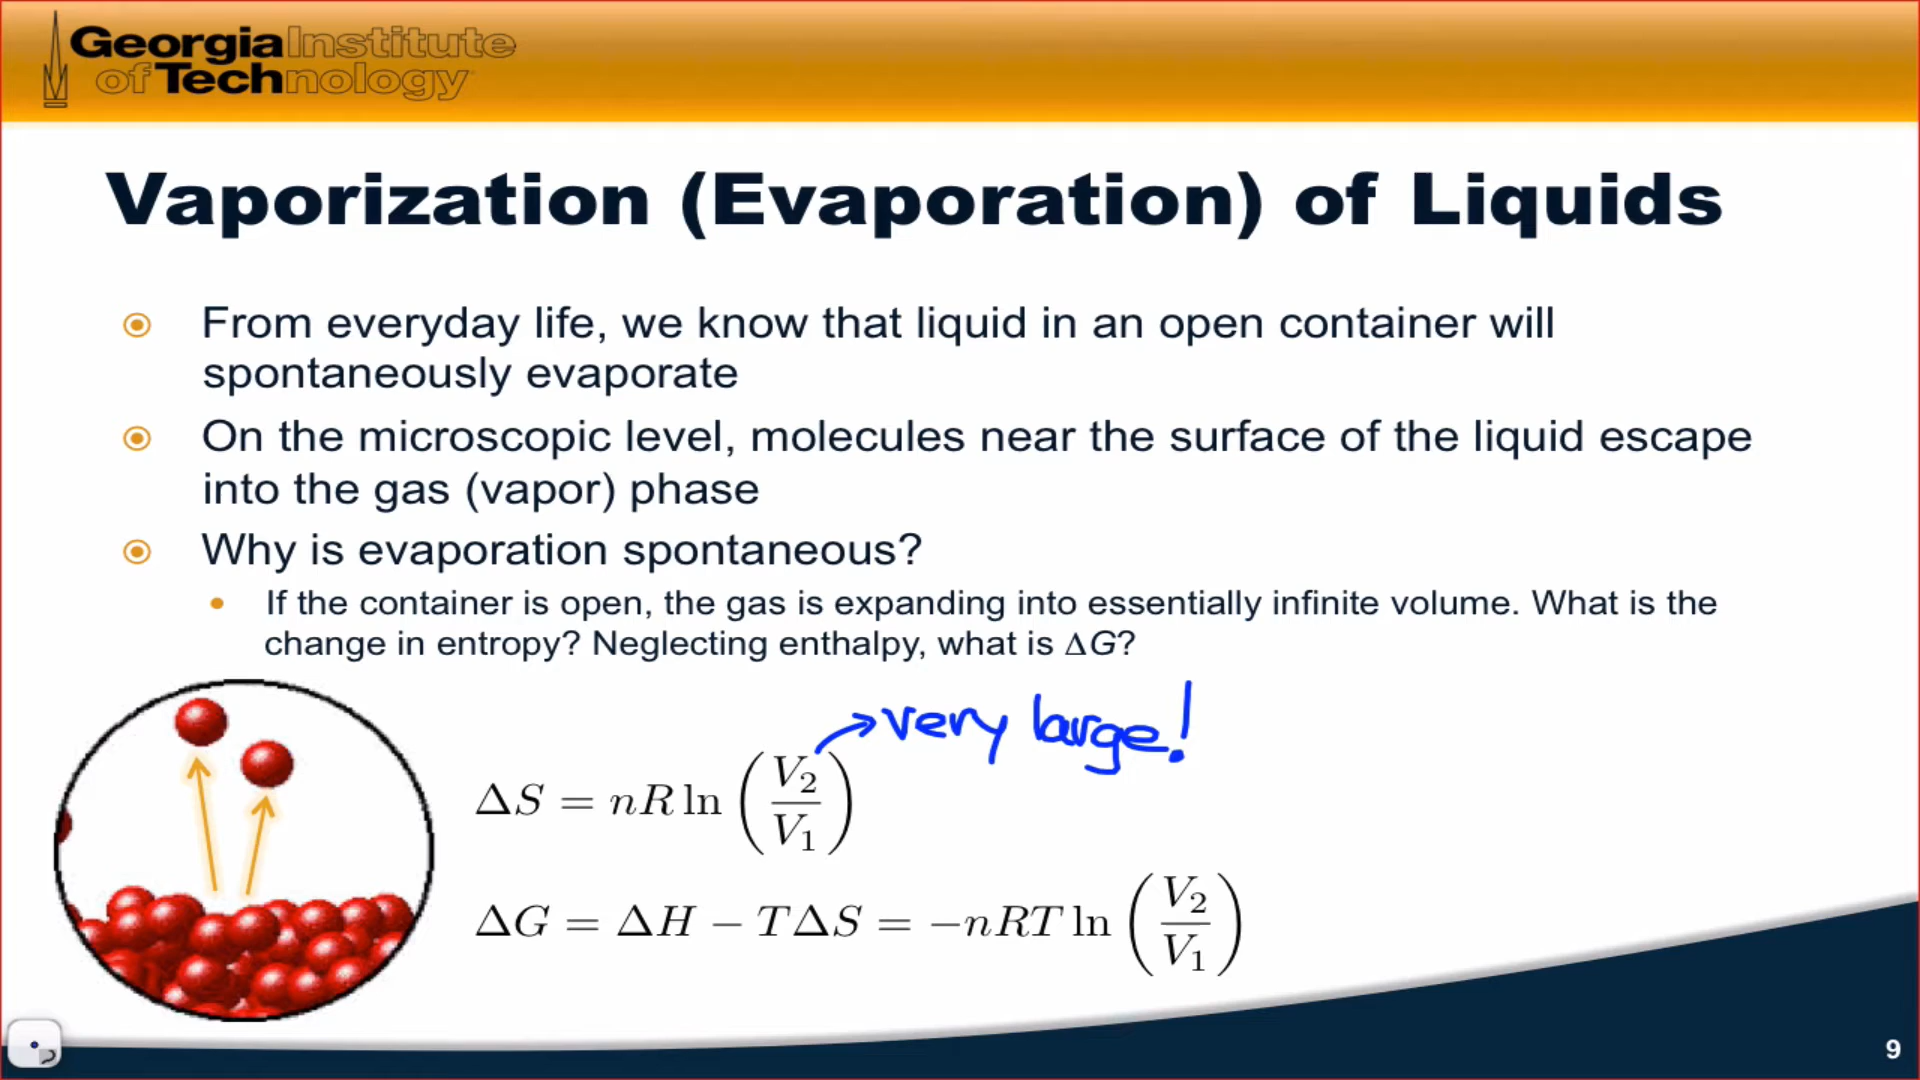 Georgia Institute
of Technology
Vaporization (Evaporation) of Liquids
From everyday life, we know that liquid in an open container will
spontaneously evaporate
On the microscopic level, molecules near the surface of the liquid escape
into the gas (vapor) phase
Why is evaporation spontaneous?
If the container is open, the gas is expanding into essentially infinite volume. What is the
change in entropy? Neglecting enthalpy, what is ΔG?
very large!
ΔS = nR ln (V₂/V₁)
ΔG = ΔH − TΔS = −nRT ln (V₂/V₁)
9